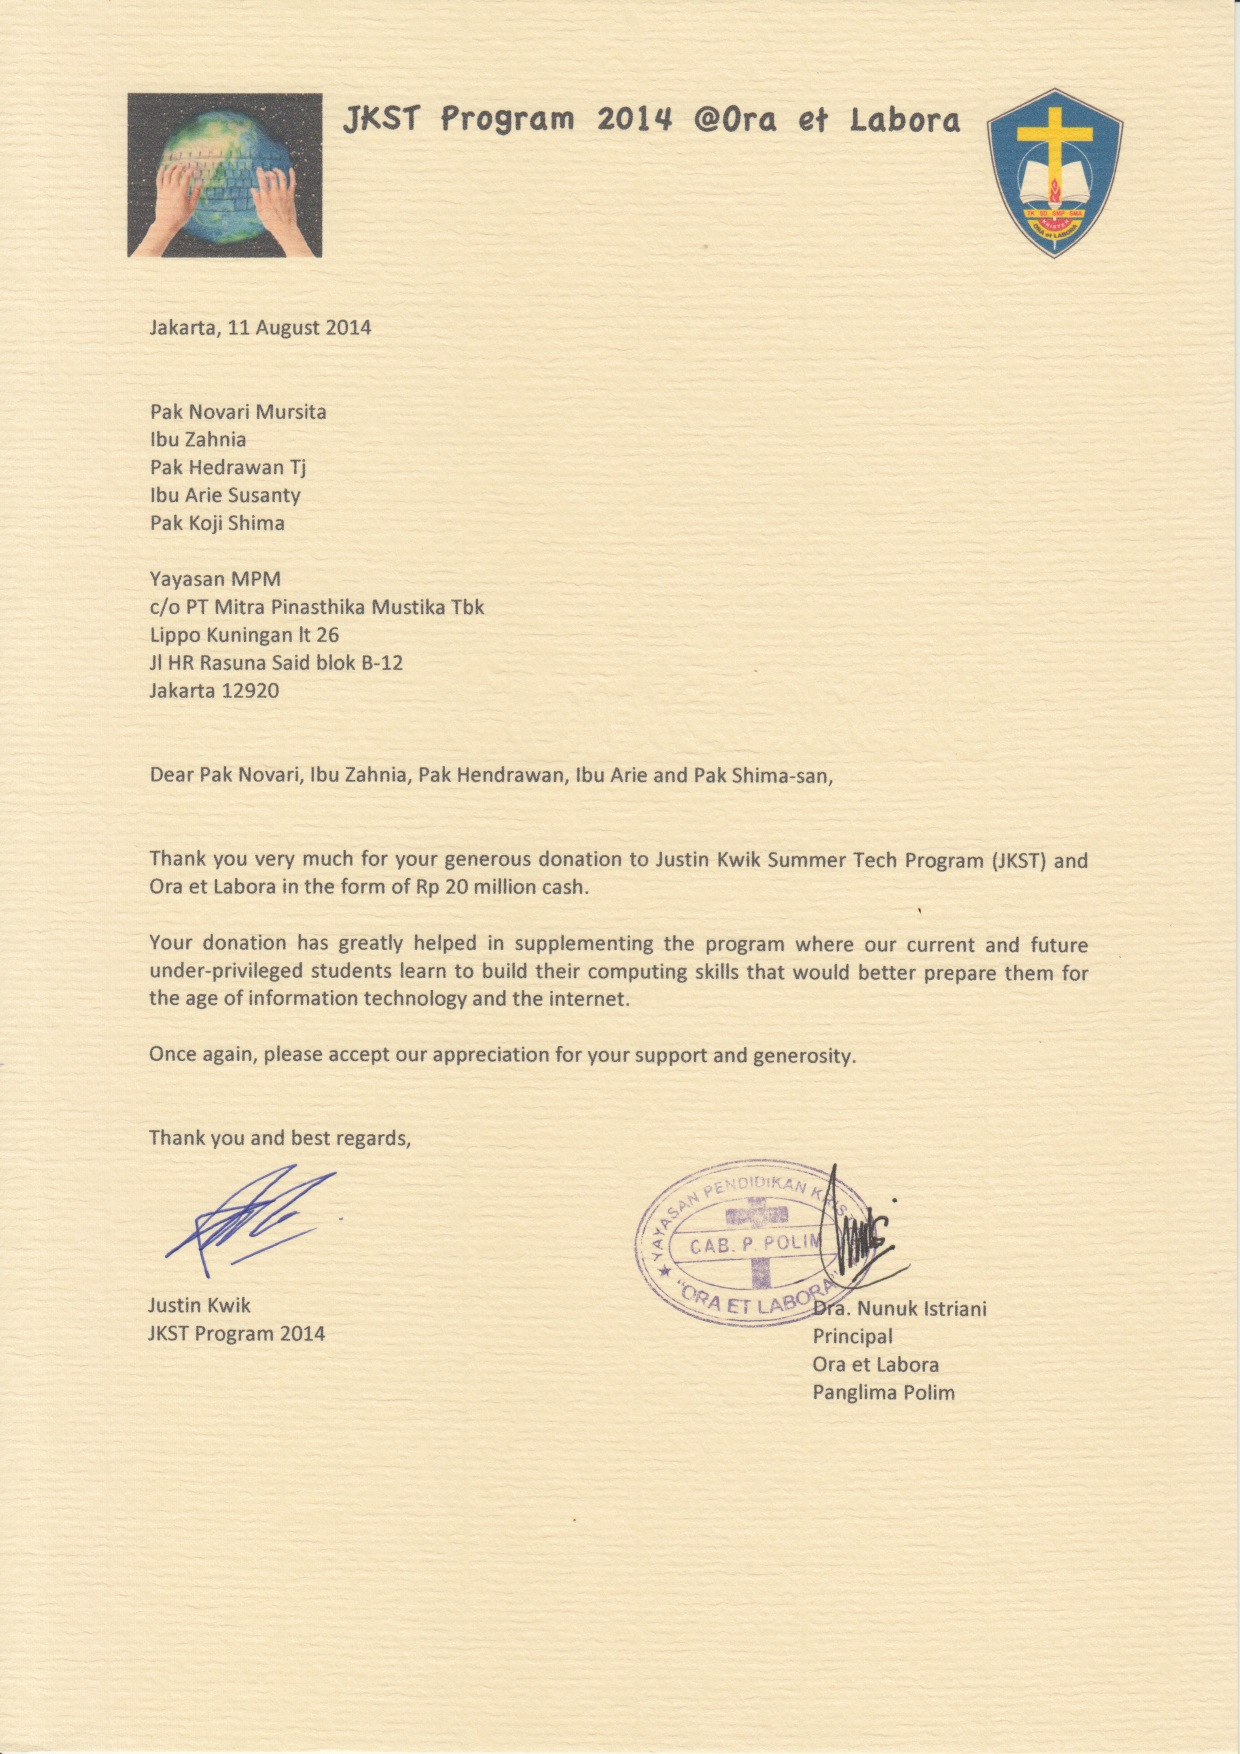 JKST Program 2014 @Ora et Labora
TK SD SMP SMA
KRISTEN
ORA et LABORA
Jakarta, 11 August 2014
Pak Novari Mursita
Ibu Zahnia
Pak Hedrawan Tj
Ibu Arie Susanty
Pak Koji Shima
Yayasan MPM
c/o PT Mitra Pinasthika Mustika Tbk
Lippo Kuningan lt 26
Jl HR Rasuna Said blok B-12
Jakarta 12920
Dear Pak Novari, Ibu Zahnia, Pak Hendrawan, Ibu Arie and Pak Shima-san,
Thank you very much for your generous donation to Justin Kwik Summer Tech Program (JKST) and
Ora et Labora in the form of Rp 20 million cash.
Your donation has greatly helped in supplementing the program where our current and future
under-privileged students learn to build their computing skills that would better prepare them for
the age of information technology and the internet.
Once again, please accept our appreciation for your support and generosity.
Thank you and best regards,
YAYASAN PENDIDIKAN
CAB. P. POLIM
"ORA ET LABORA"
Justin Kwik
JKST Program 2014
Dra. Nunuk Istriani
Principal
Ora et Labora
Panglima Polim